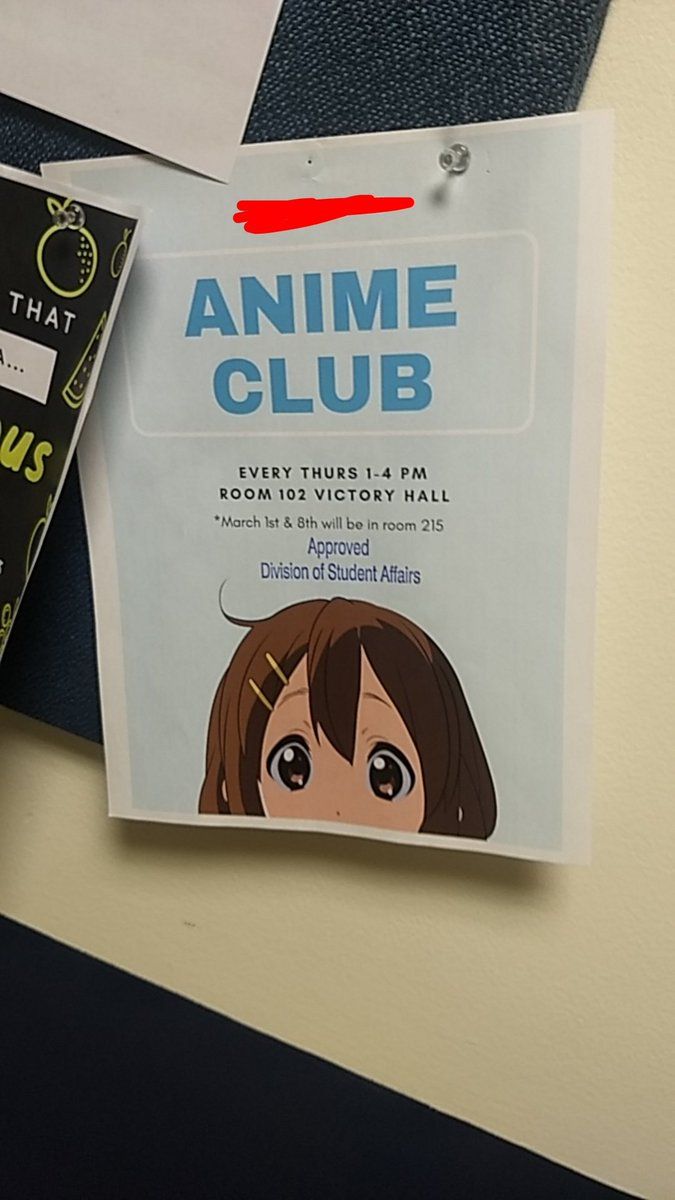 THAT
ANIME
CLUB
EVERY THURS 1-4 PM
ROOM 102 VICTORY HALL
*March 1st & 8th will be in room 215
Approved
Division of Student Affairs